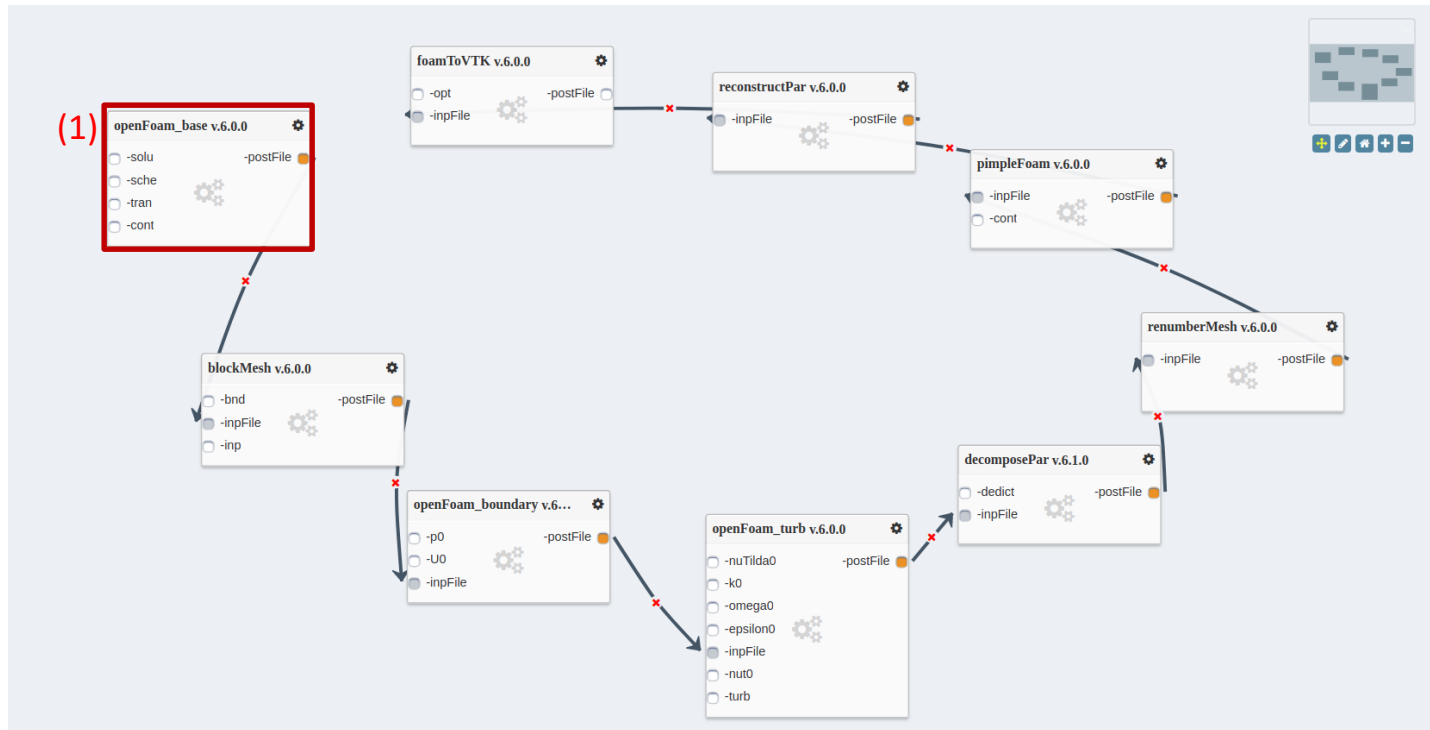 (1)
openFoam_base v.6.0.0
-solu -postFile
-sche
-tran
-cont
foamToVTK v.6.0.0
-opt -postFile
-inpFile
reconstructPar v.6.0.0
-inpFile -postFile
pimpleFoam v.6.0.0
-inpFile -postFile
-cont
renumberMesh v.6.0.0
-inpFile -postFile
blockMesh v.6.0.0
-bnd -postFile
-inpFile
-inp
openFoam_boundary v.6...
-p0 -postFile
-U0
-inpFile
openFoam_turb v.6.0.0
-nuTilda0 -postFile
-k0
-omega0
-epsilon0
-inpFile
-nut0
-turb
decomposePar v.6.1.0
-dedict -postFile
-inpFile